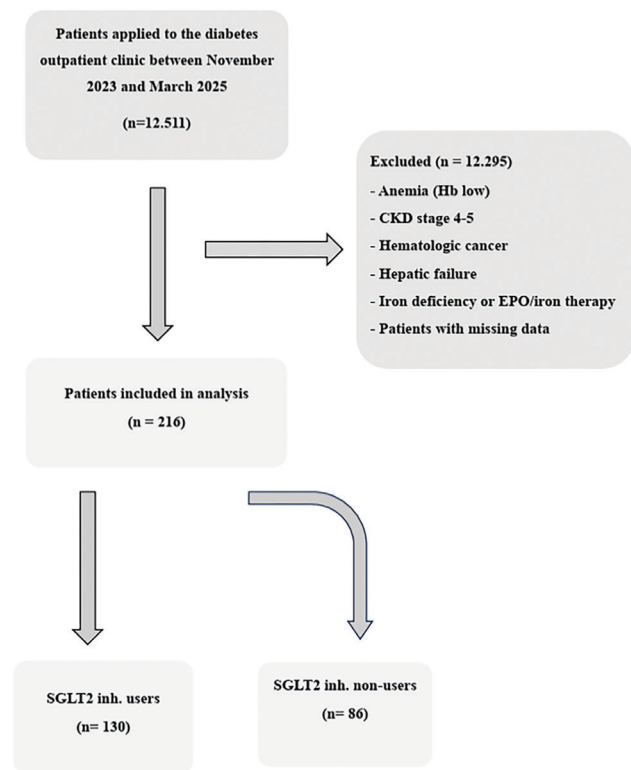 Patients applied to the diabetes
outpatient clinic between November
2023 and March 2025
(n=12.511)
Excluded (n = 12.295)
- Anemia (Hb low)
- CKD stage 4-5
- Hematologic cancer
- Hepatic failure
- Iron deficiency or EPO/iron therapy
- Patients with missing data
Patients included in analysis
(n = 216)
SGLT2 inh. users
(n= 130)
SGLT2 inh. non-users
(n= 86)